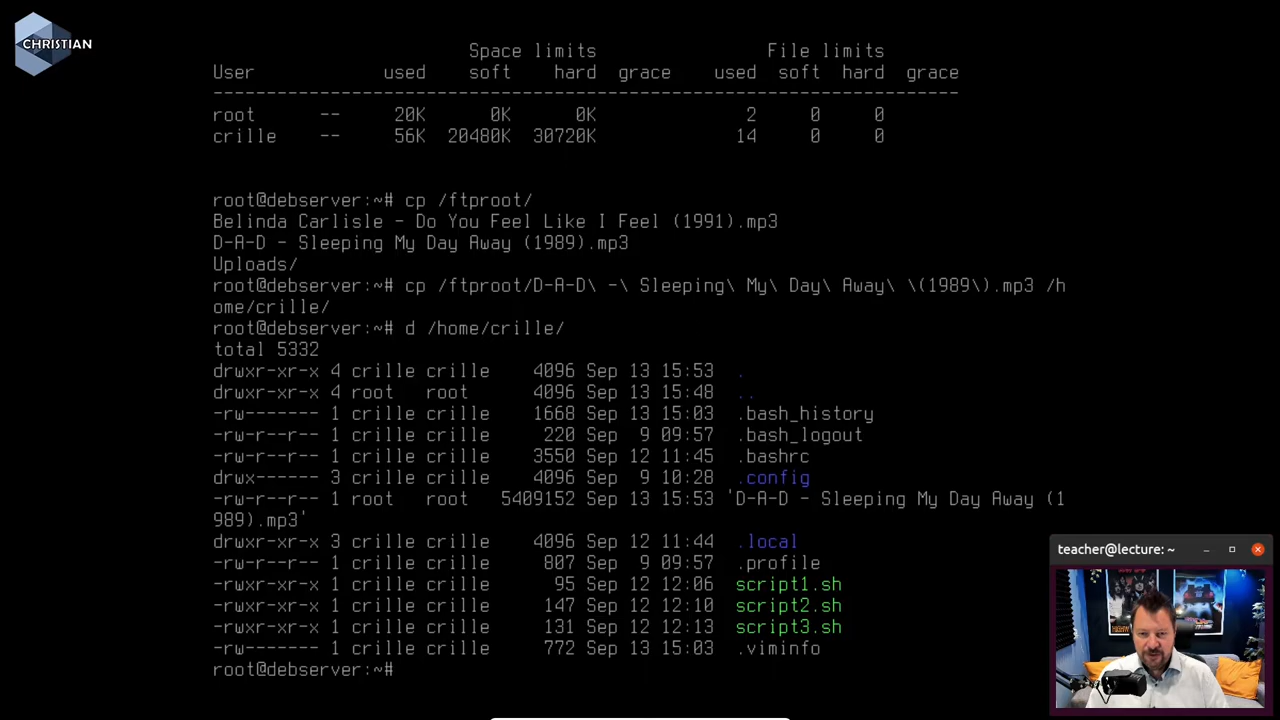 CHRISTIAN
Space limits File limits
User used soft hard grace used soft hard grace
----------------------------------------------------------------------
root -- 20K 0K 0K 2 0 0
crille -- 56K 20480K 30720K 14 0 0
root@debserver:~# cp /ftproot/
Belinda Carlisle - Do You Feel Like I Feel (1991).mp3
D-A-D - Sleeping My Day Away (1989).mp3
Uploads/
root@debserver:~# cp /ftproot/D-A-D\ -\ Sleeping\ My\ Day\ Away\ \(1989\).mp3 /h
ome/crille/
root@debserver:~# d /home/crille/
total 5332
drwxr-xr-x 4 crille crille 4096 Sep 13 15:53 .
drwxr-xr-x 4 root root 4096 Sep 13 15:48 ..
-rw------- 1 crille crille 1668 Sep 13 15:03 .bash_history
-rw-r--r-- 1 crille crille 220 Sep 9 09:57 .bash_logout
-rw-r--r-- 1 crille crille 3550 Sep 12 11:45 .bashrc
drwx------ 3 crille crille 4096 Sep 9 10:28 .config
-rw-r--r-- 1 root root 5409152 Sep 13 15:53 'D-A-D - Sleeping My Day Away (1
989).mp3'
drwxr-xr-x 3 crille crille 4096 Sep 12 11:44 .local
-rw-r--r-- 1 crille crille 807 Sep 9 09:57 .profile
-rwxr-xr-x 1 crille crille 95 Sep 12 12:06 script1.sh
-rwxr-xr-x 1 crille crille 147 Sep 12 12:10 script2.sh
-rwxr-xr-x 1 crille crille 131 Sep 12 12:13 script3.sh
-rw------- 1 crille crille 772 Sep 13 15:03 .viminfo
root@debserver:~#
teacher@lecture: ~